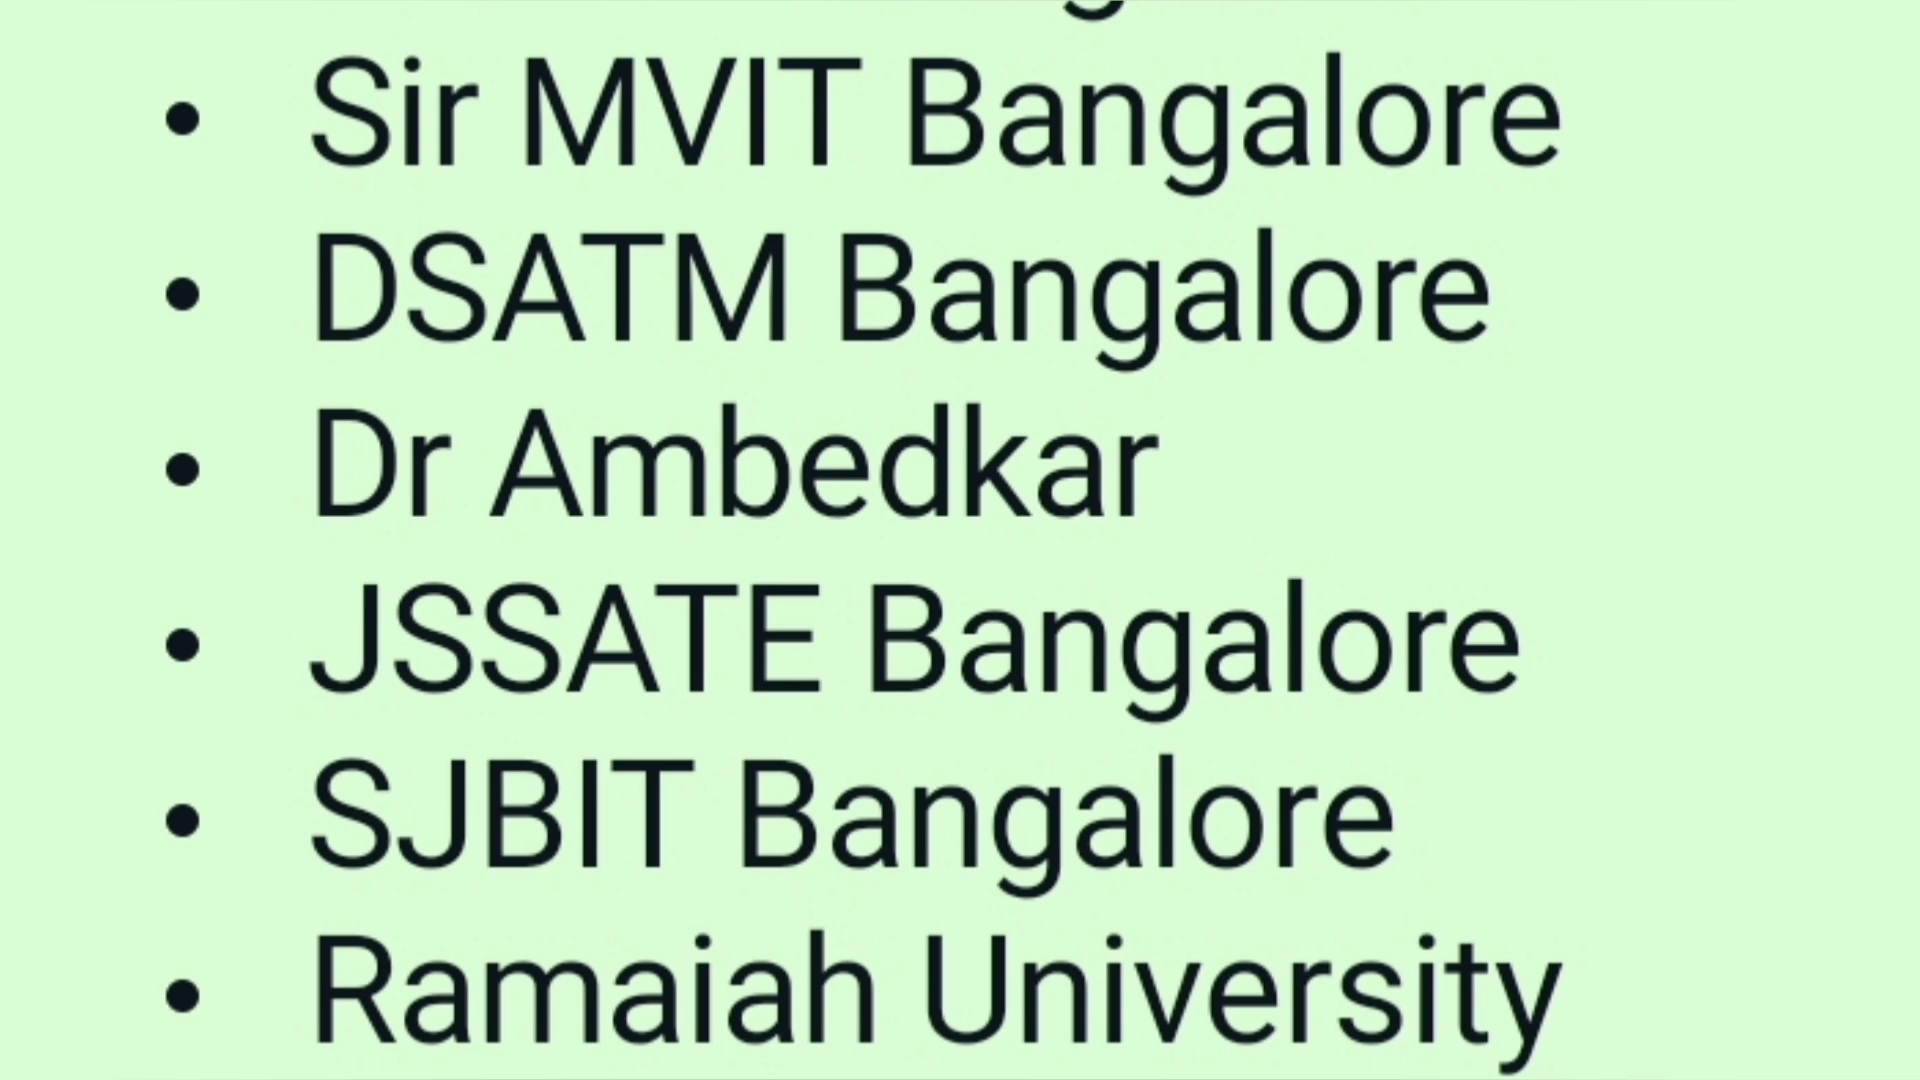 • Sir MVIT Bangalore
• DSATM Bangalore
• Dr Ambedkar
• JSSATE Bangalore
• SJBIT Bangalore
• Ramaiah University